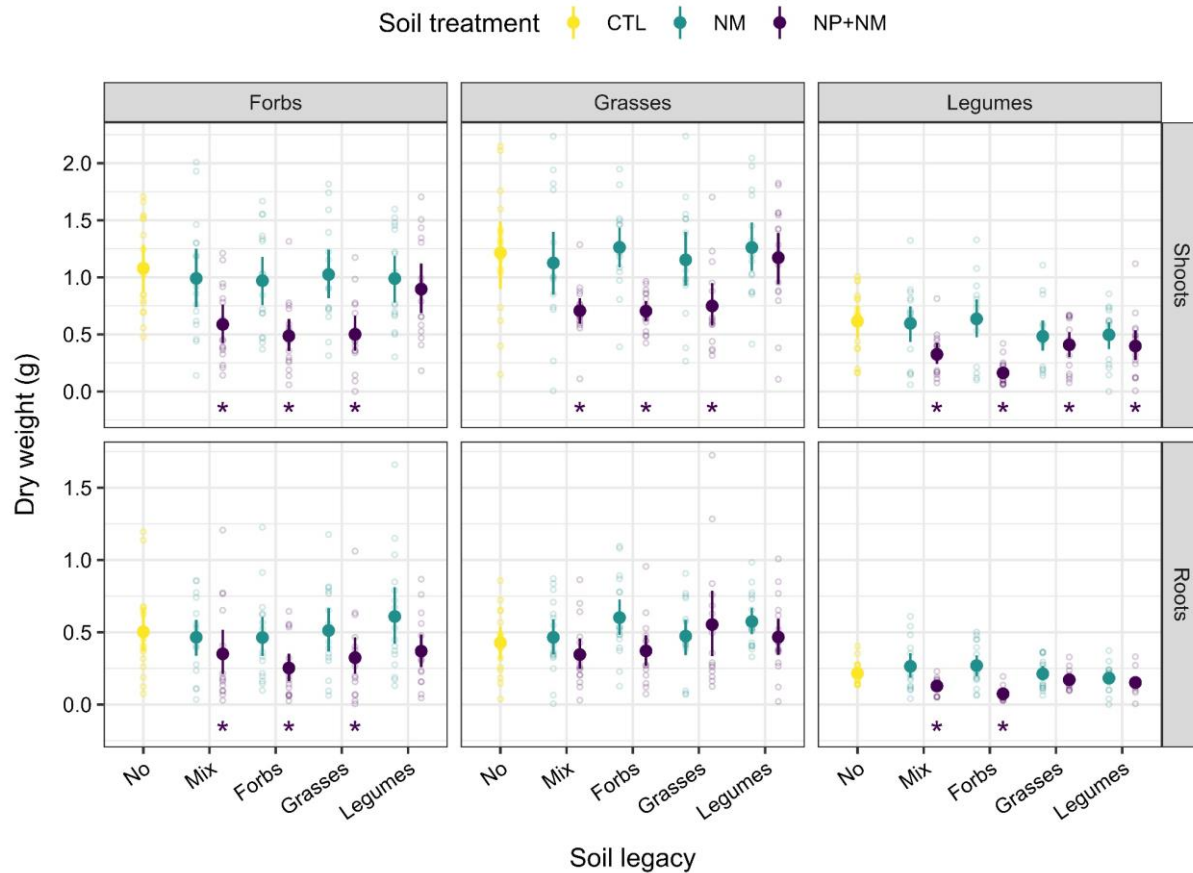 Soil treatment CTL NM NP+NM
Forbs Grasses Legumes
2.0
1.5
1.0
0.5
0.0
* * * * * * * * * *
Shoots
Dry weight (g)
1.5
1.0
0.5
0.0
* * * * *
Roots
No Mix Forbs Grasses Legumes No Mix Forbs Grasses Legumes No Mix Forbs Grasses Legumes
Soil legacy